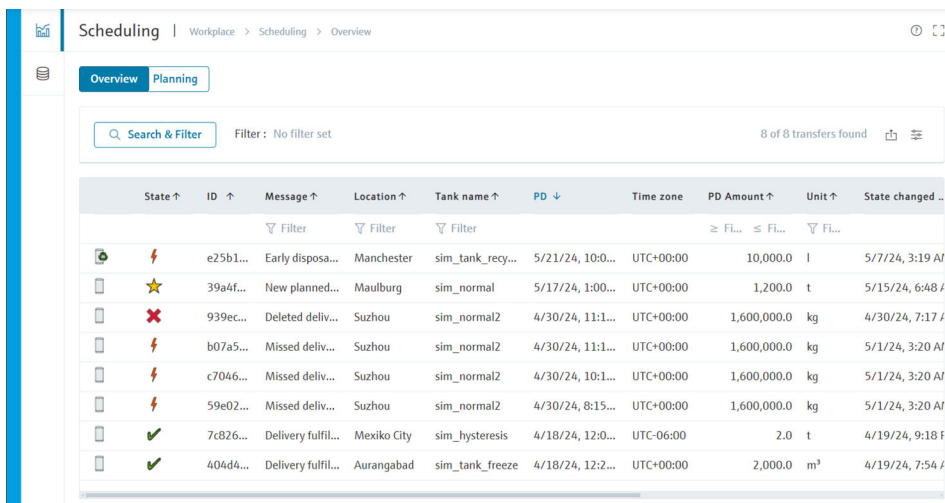 Scheduling | Workplace > Scheduling > Overview
Overview Planning
Search & Filter Filter : No filter set 8 of 8 transfers found
State ↑ ID ↑ Message ↑ Location ↑ Tank name ↑ PD ↓ Time zone PD Amount ↑ Unit ↑ State changed ..
Filter Filter Filter ≥ Fi... ≤ Fi... Fi...
e25b1... Early disposa... Manchester sim_tank_recy... 5/21/24, 10:0... UTC+00:00 10,000.0 l 5/7/24, 3:19 AM
39a4f... New planned... Maulburg sim_normal 5/17/24, 1:00... UTC+00:00 1,200.0 t 5/15/24, 6:48
939ec... Deleted deliv... Suzhou sim_normal2 4/30/24, 11:1... UTC+00:00 1,600,000.0 kg 4/30/24, 7:17
b07a5... Missed deliv... Suzhou sim_normal2 4/30/24, 11:1... UTC+00:00 1,600,000.0 kg 5/1/24, 3:20 AM
c7046... Missed deliv... Suzhou sim_normal2 4/30/24, 10:1... UTC+00:00 1,600,000.0 kg 5/1/24, 3:20 AM
59e02... Missed deliv... Suzhou sim_normal2 4/30/24, 8:15... UTC+00:00 1,600,000.0 kg 5/1/24, 3:20 AM
7c826... Delivery fulfil... Mexiko City sim_hysteresis 4/18/24, 12:0... UTC-06:00 2.0 t 4/19/24, 9:18
404d4... Delivery fulfil... Aurangabad sim_tank_freeze 4/18/24, 12:2... UTC+00:00 2,000.0 m³ 4/19/24, 7:54